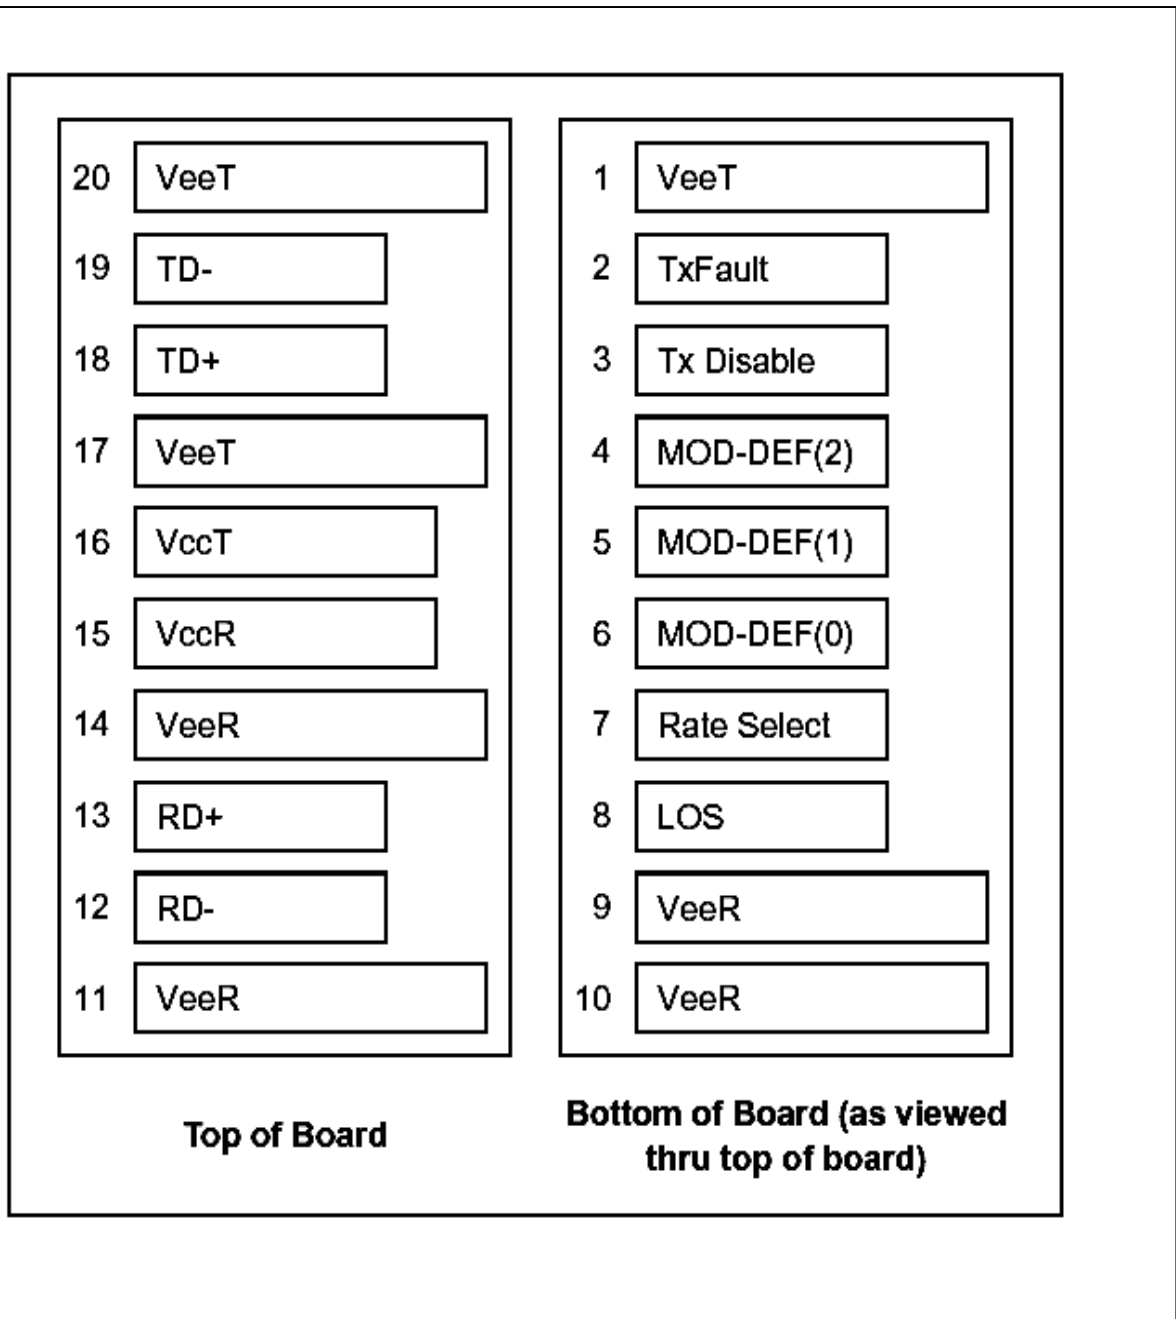 20 VeeT
19 TD-
18 TD+
17 VeeT
16 VccT
15 VccR
14 VeeR
13 RD+
12 RD-
11 VeeR
Top of Board
1 VeeT
2 TxFault
3 Tx Disable
4 MOD-DEF(2)
5 MOD-DEF(1)
6 MOD-DEF(0)
7 Rate Select
8 LOS
9 VeeR
10 VeeR
Bottom of Board (as viewed
thru top of board)